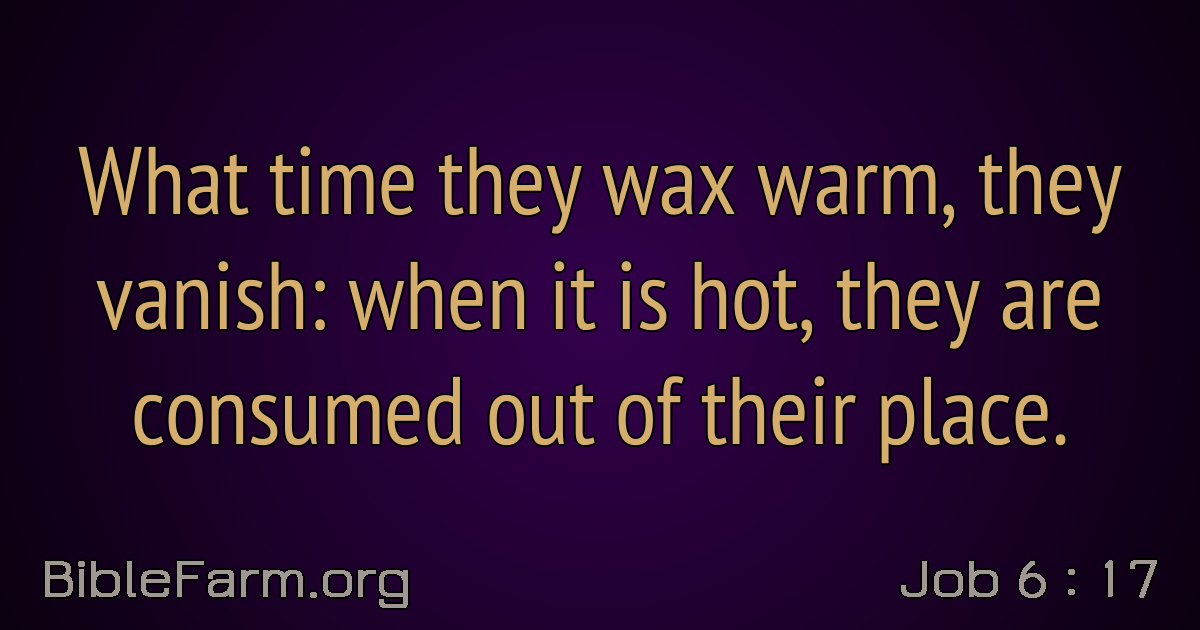 What time they wax warm, they
vanish: when it is hot, they are
consumed out of their place.
BibleFarm.org
Job 6 : 17